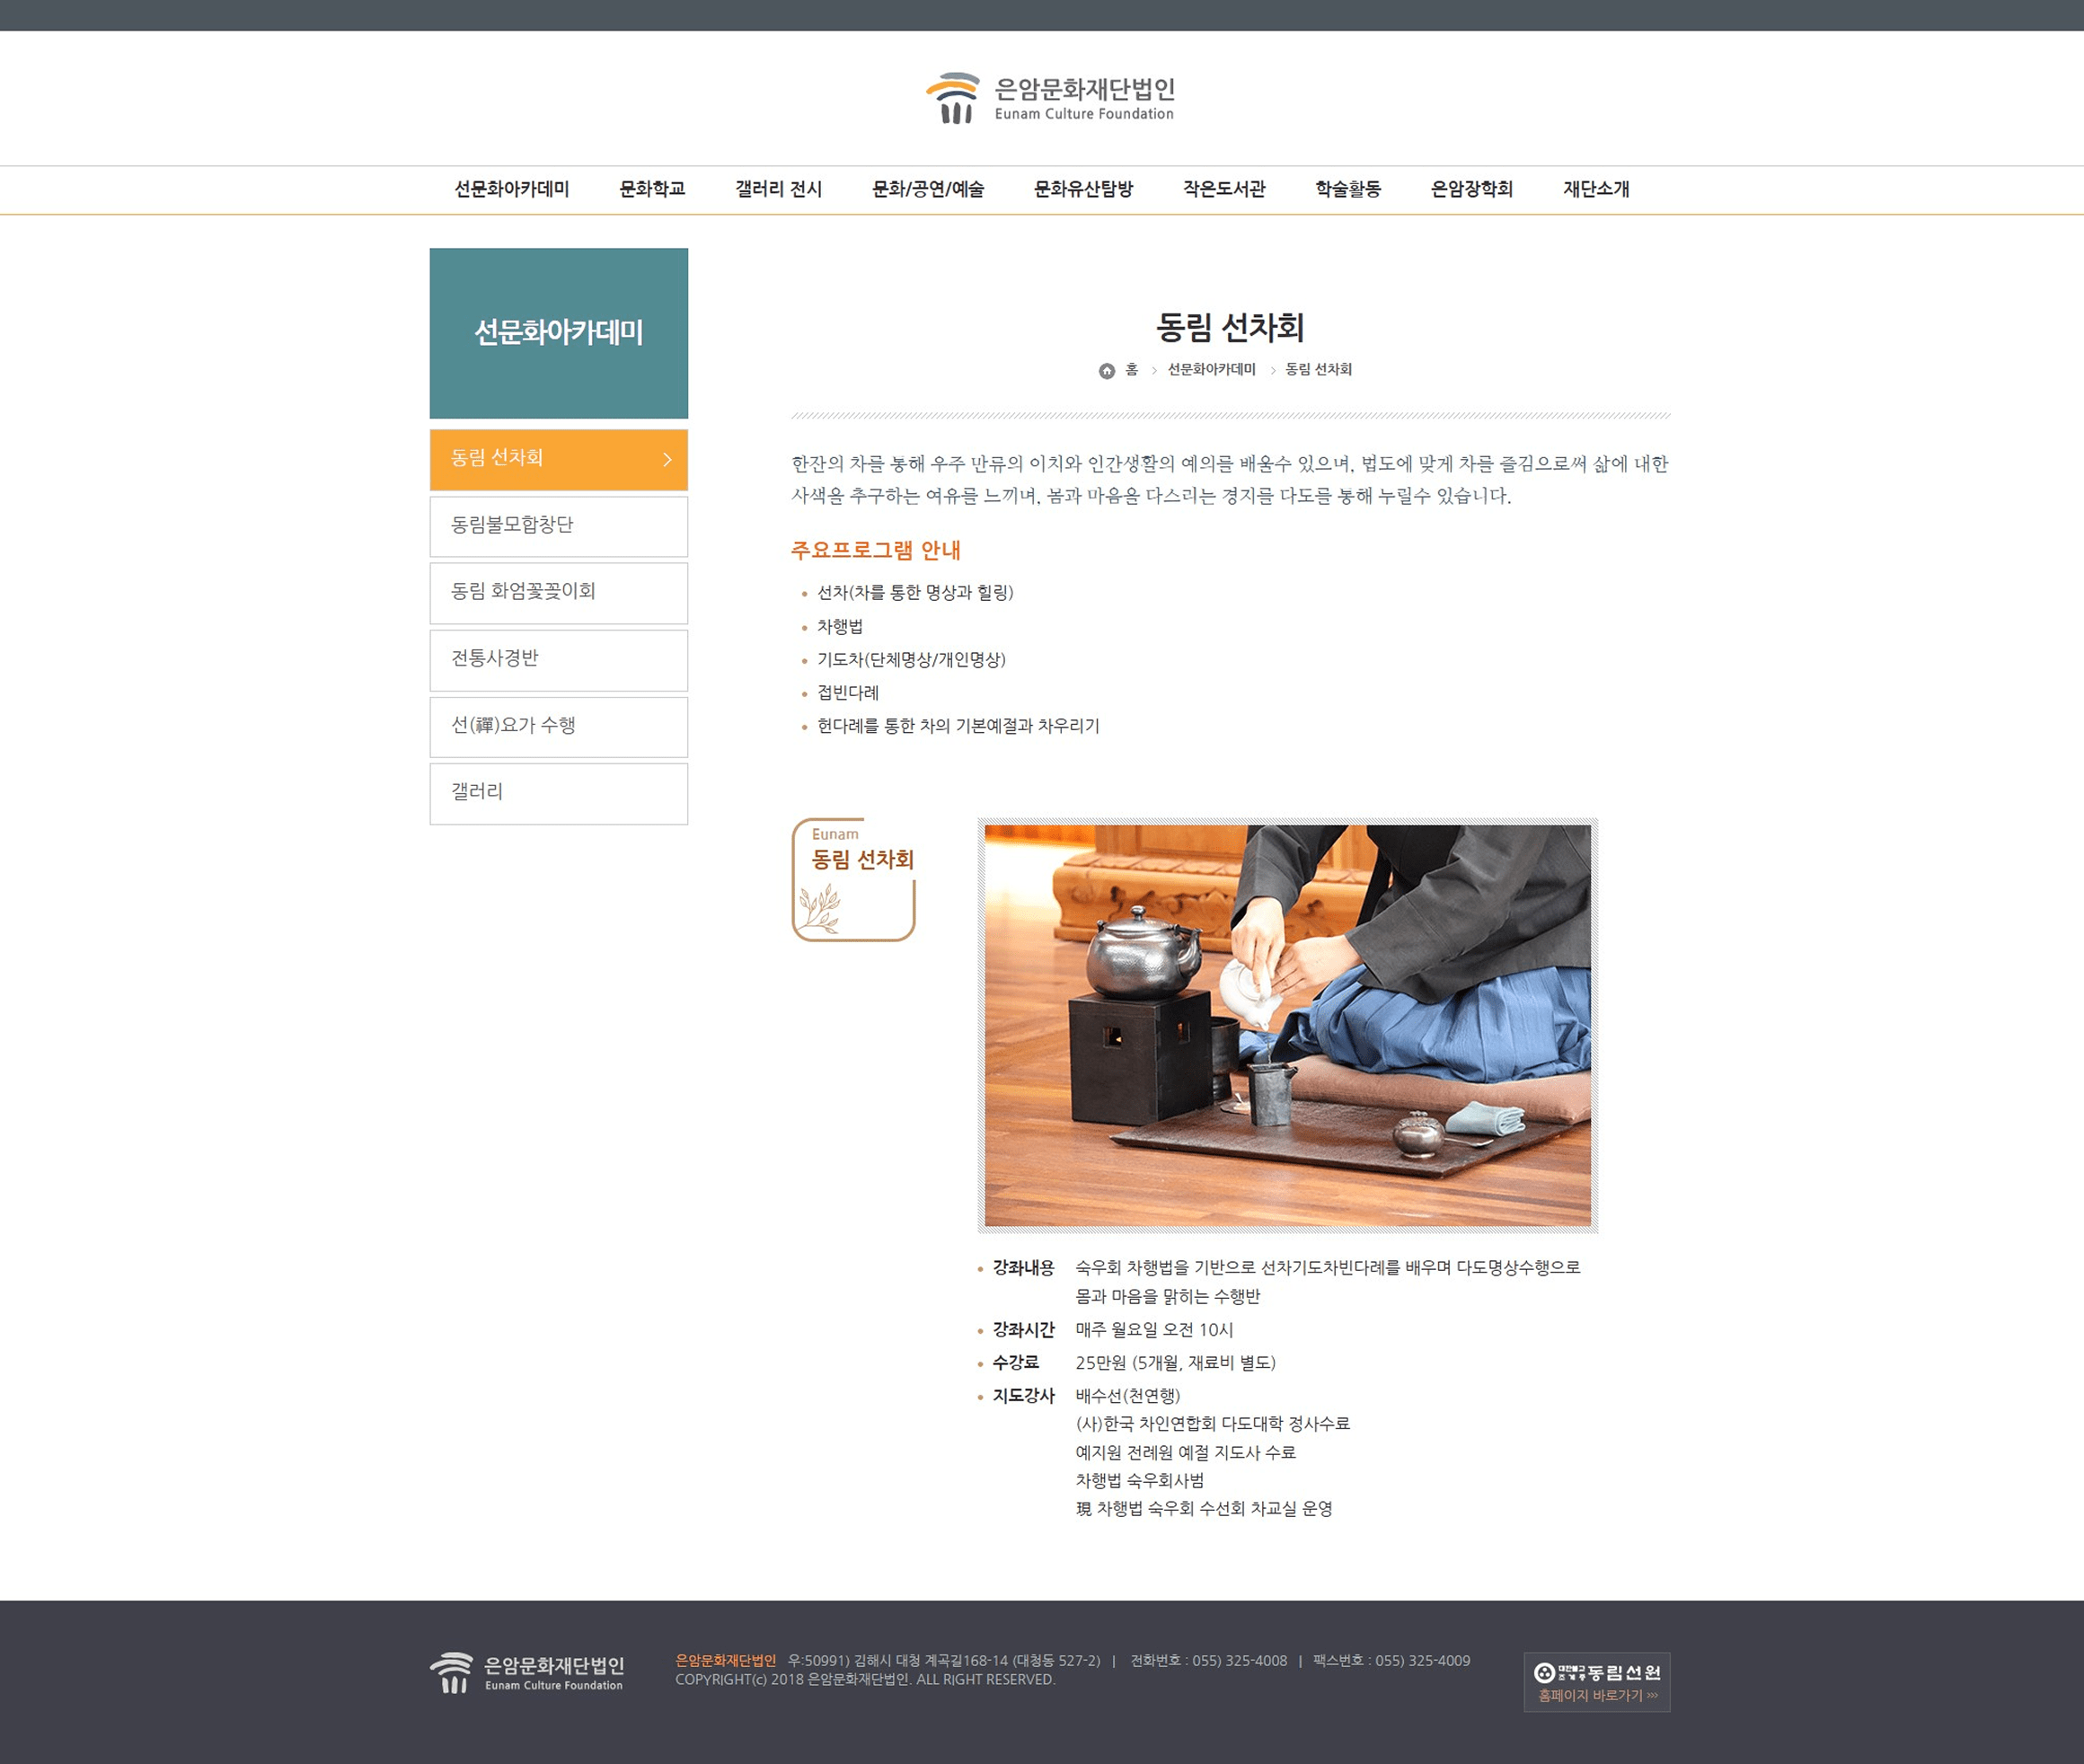 은암문화재단법인
Eunam Culture Foundation
선문화아카데미 문화학교 갤러리 전시 문화/공연/예술 문화유산탐방 작은도서관 학술활동 은암장학회 재단소개
선문화아카데미
동림 선차회
동림불모합창단
동림 화엄꽃꽂이회
전통사경반
선(禪)요가 수행
갤러리
동림 선차회
홈 > 선문화아카데미 > 동림 선차회
한잔의 차를 통해 우주 만류의 이치와 인간생활의 예의를 배울수 있으며, 법도에 맞게 차를 즐김으로써 삶에 대한
사색을 추구하는 여유를 느끼며, 몸과 마음을 다스리는 경지를 다도를 통해 누릴수 있습니다.
주요프로그램 안내
선차(차를 통한 명상과 힐링)
차행법
기도차(단체명상/개인명상)
접빈다례
헌다례를 통한 차의 기본예절과 차우리기
Eunam
동림 선차회
강좌내용 숙우회 차행법을 기반으로 선차기도차빈다례를 배우며 다도명상수행으로
몸과 마음을 맑히는 수행반
강좌시간 매주 월요일 오전 10시
수강료 25만원 (5개월, 재료비 별도)
지도강사 배수선(천연행)
(사)한국 차인연합회 다도대학 정사수료
예지원 전례원 예절 지도사 수료
차행법 숙우회사범
現 차행법 숙우회 수선회 차교실 운영
은암문화재단법인
Eunam Culture Foundation
은암문화재단법인 우:50991) 김해시 대청 계곡길168-14 (대청동 527-2) | 전화번호 : 055) 325-4008 | 팩스번호 : 055) 325-4009
COPYRIGHT(c) 2018 은암문화재단법인. ALL RIGHT RESERVED.
대한불교조계종 동림선원
홈페이지 바로가기 >>>